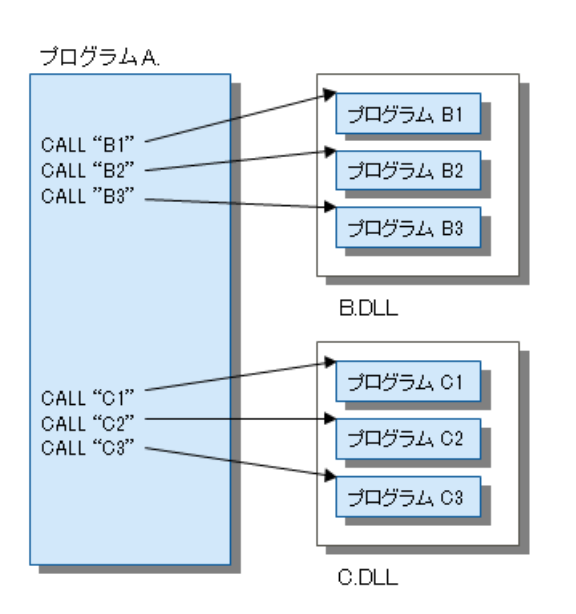 プログラムA.
CALL “B1”
CALL “B2”
CALL ”B3”
CALL “C1”
CALL “C2”
CALL “C3”
プログラム B1
プログラム B2
プログラム B3
B.DLL
プログラム C1
プログラム C2
プログラム C3
C.DLL